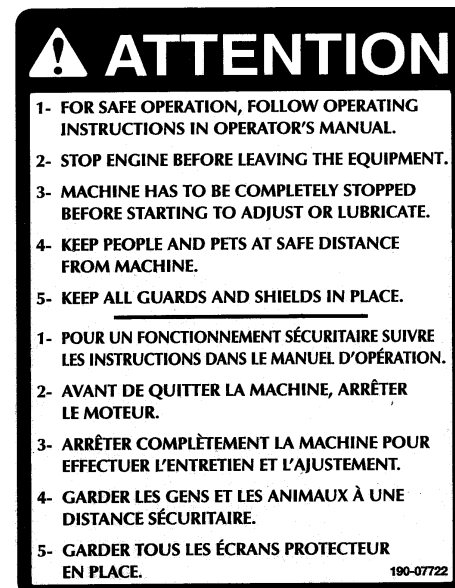 ATTENTION
1- FOR SAFE OPERATION, FOLLOW OPERATING
INSTRUCTIONS IN OPERATOR'S MANUAL.
2- STOP ENGINE BEFORE LEAVING THE EQUIPMENT.
3- MACHINE HAS TO BE COMPLETELY STOPPED
BEFORE STARTING TO ADJUST OR LUBRICATE.
4- KEEP PEOPLE AND PETS AT SAFE DISTANCE
FROM MACHINE.
5- KEEP ALL GUARDS AND SHIELDS IN PLACE.
1- POUR UN FONCTIONNEMENT SÉCURITAIRE SUIVRE
LES INSTRUCTIONS DANS LE MANUEL D'OPÉRATION.
2- AVANT DE QUITTER LA MACHINE, ARRÊTER
LE MOTEUR.
3- ARRÊTER COMPLÈTEMENT LA MACHINE POUR
EFFECTUER L'ENTRETIEN ET L'AJUSTEMENT.
4- GARDER LES GENS ET LES ANIMAUX À UNE
DISTANCE SÉCURITAIRE.
5- GARDER TOUS LES ÉCRANS PROTECTEUR
EN PLACE. 190-07722